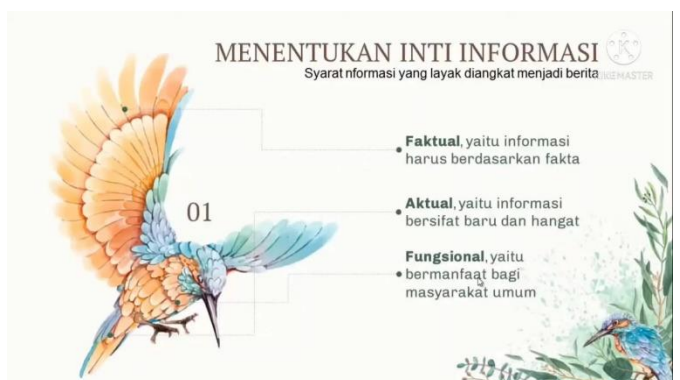 MENENTUKAN INTI INFORMASI
Syarat nformasi yang layak diangkat menjadi berita
KINEMASTER
01
Faktual, yaitu informasi
harus berdasarkan fakta
Aktual, yaitu informasi
bersifat baru dan hangat
Fungsional, yaitu
bermanfaat bagi
masyarakat umum